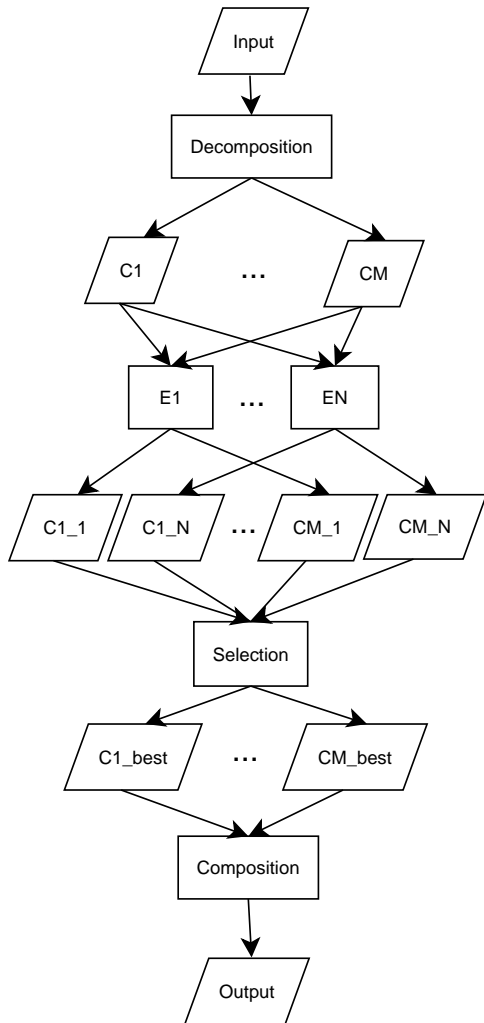 Input
Decomposition
C1 ... CM
E1 ... EN
C1_1 C1_N ... CM_1 CM_N
Selection
C1_best ... CM_best
Composition
Output